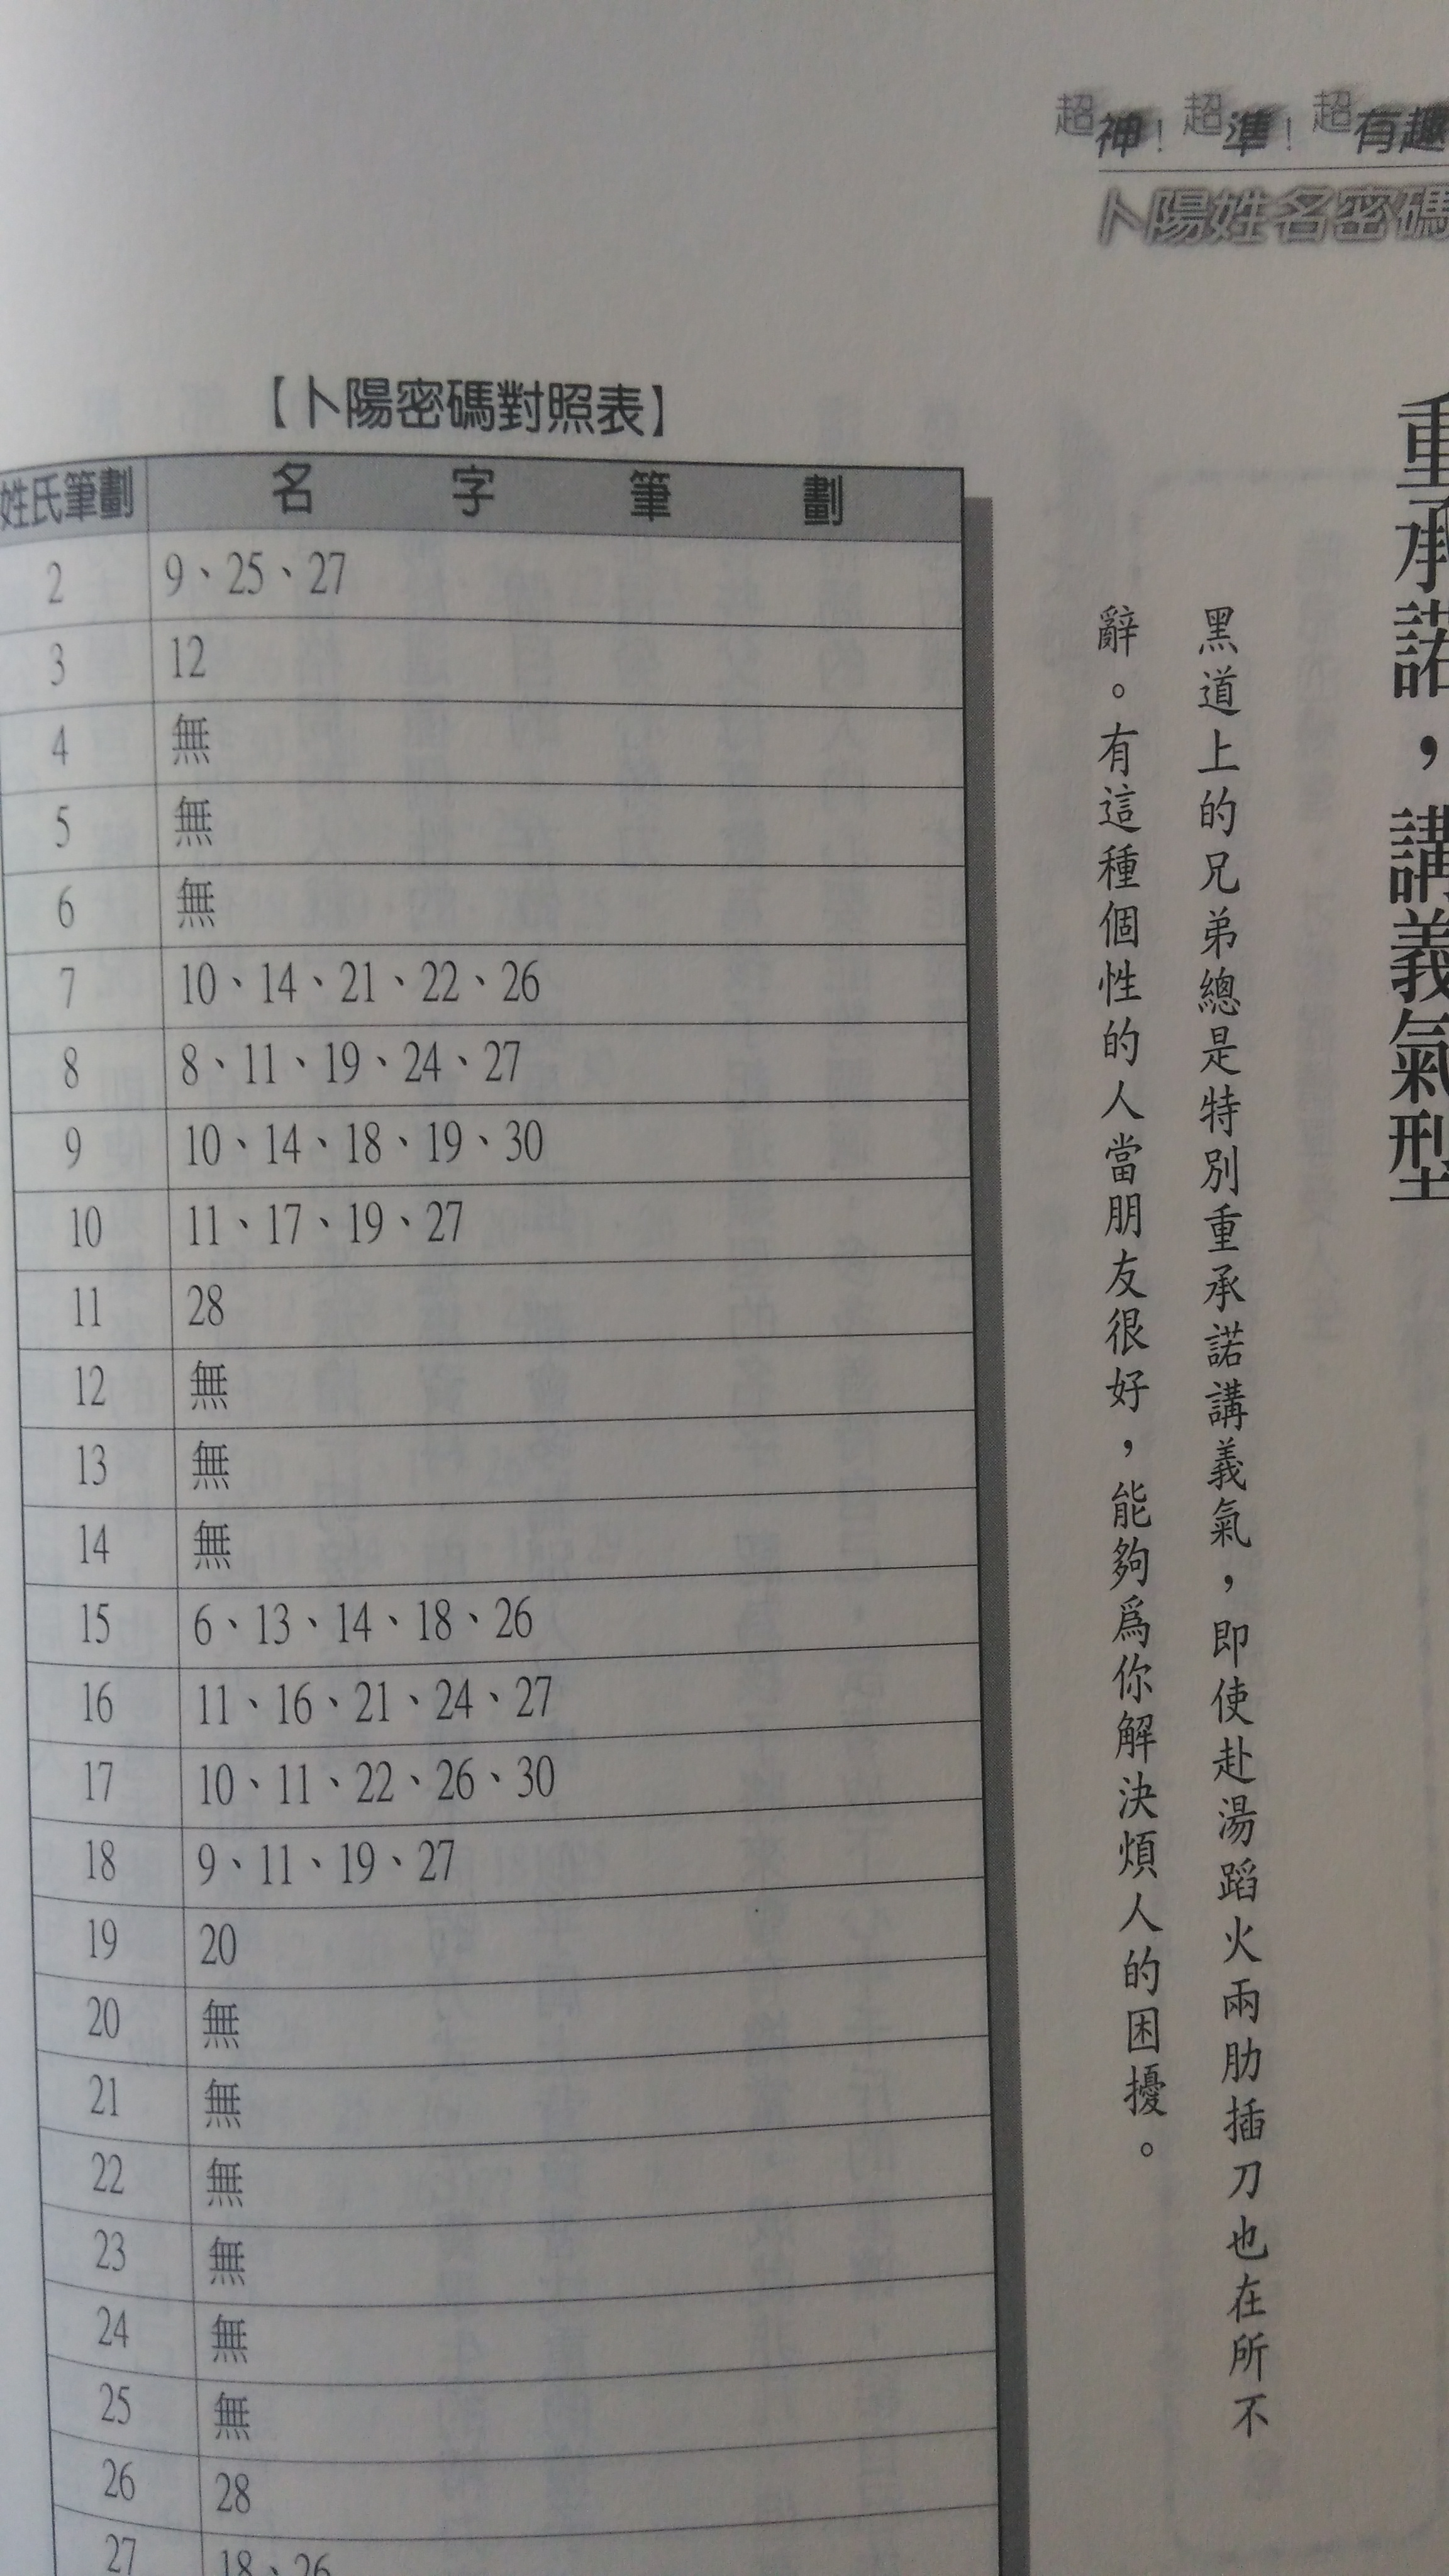 超神！超準！超有趣
卜陽姓名密碼
重承諾，講義氣型
黑道上的兄弟總是特別重承諾講義氣，即使赴湯蹈火兩肋插刀也在所不
辭。有這種個性的人當朋友很好，能夠爲你解決煩人的困擾。
【卜陽密碼對照表】
姓氏筆劃 名字筆劃
2 9、25、27
3 12
4 無
5 無
6 無
7 10、14、21、22、26
8 8、11、19、24、27
9 10、14、18、19、30
10 11、17、19、27
11 28
12 無
13 無
14 無
15 6、13、14、18、26
16 11、16、21、24、27
17 10、11、22、26、30
18 9、11、19、27
19 20
20 無
21 無
22 無
23 無
24 無
25 無
26 28
27 18、26